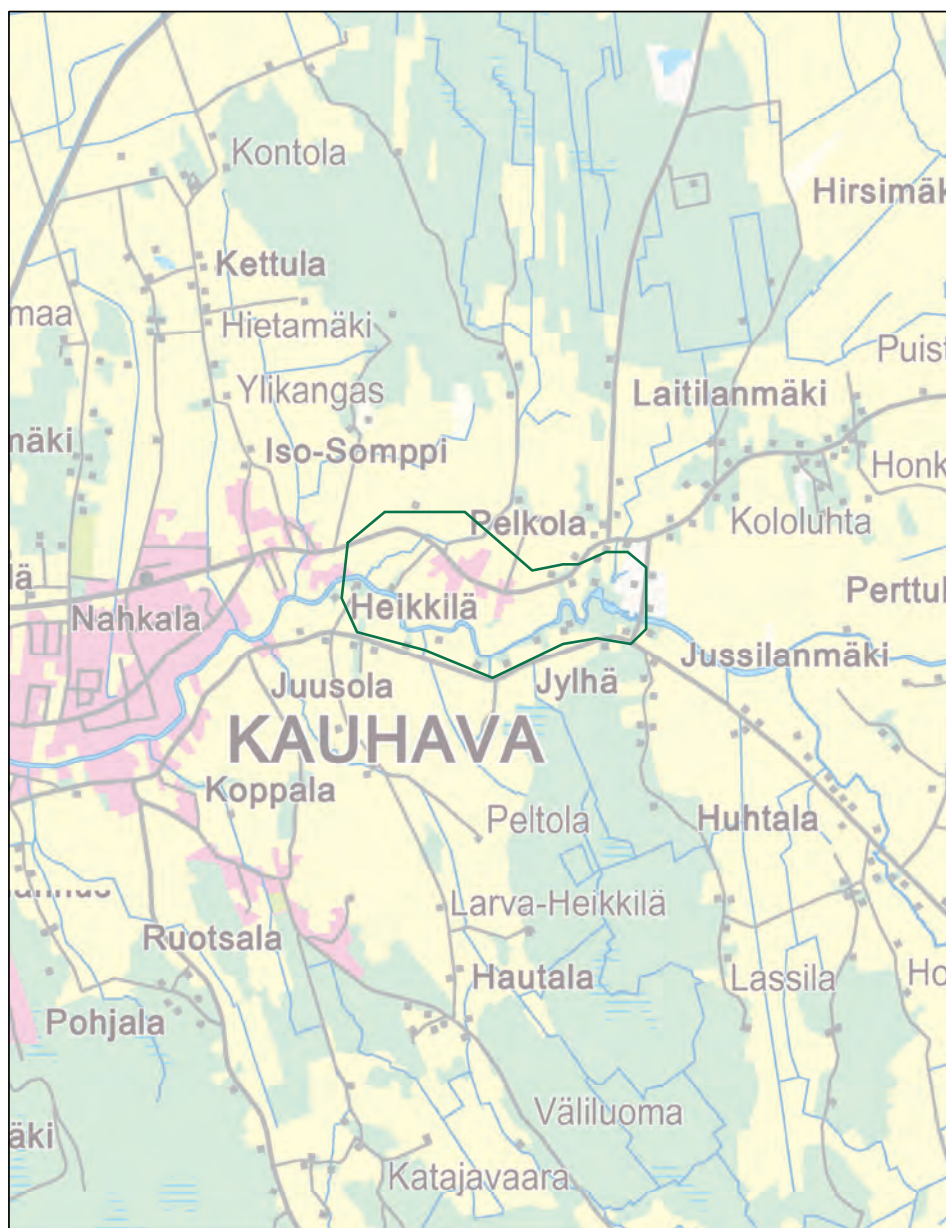 Kontola
Hirsimäk
Kettula
maa
Hietamäki
Puist
Ylikangas
Laitilanmäki
mäki
Iso-Somppi
Honk
Pelkola
Kololuhta
lä
Nahkala
Heikkilä
Perttul
Juusola
Jylhä
Jussilanmäki
KAUHAVA
Koppala
Peltola
Huhtala
Larva-Heikkilä
Ruotsala
Hautala
Lassila
Ho
Pohjala
Väliluoma
äki
Katajavaara